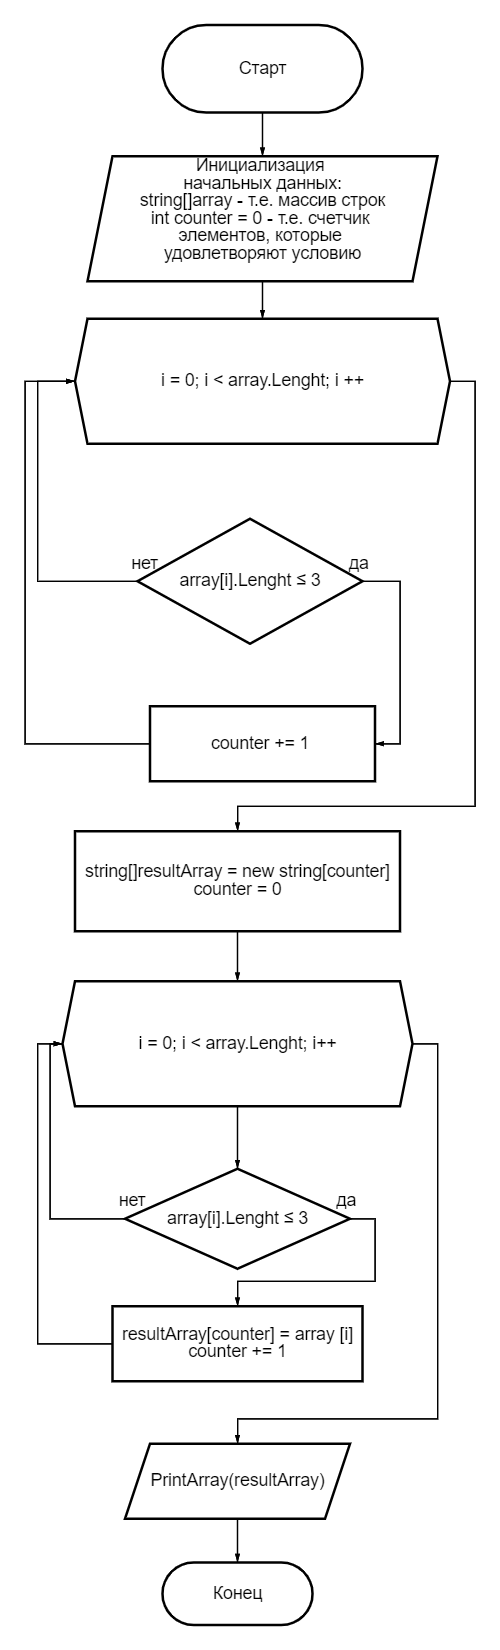 Старт
Инициализация
начальных данных:
string[]array - т.е. массив строк
int counter = 0 - т.е. счетчик
элементов, которые
удовлетворяют условию
i = 0; i < array.Lenght; i ++
нет
да
array[i].Lenght ≤ 3
counter += 1
string[]resultArray = new string[counter]
counter = 0
i = 0; i < array.Lenght; i++
нет
да
array[i].Lenght ≤ 3
resultArray[counter] = array [i]
counter += 1
PrintArray(resultArray)
Конец